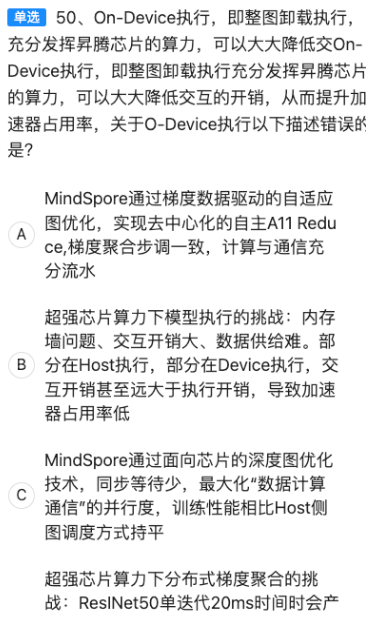 单选 50、On-Device执行，即整图卸载执行，
充分发挥昇腾芯片的算力，可以大大降低交On-
Device执行，即整图卸载执行充分发挥昇腾芯片
的算力，可以大大降低交互的开销，从而提升加
速器占用率，关于O-Device执行以下描述错误的
是?
MindSpore通过梯度数据驱动的自适应
图优化，实现去中心化的自主A11 Redu
ce,梯度聚合步调一致，计算与通信充
分流水
A
超强芯片算力下模型执行的挑战：内存
墙问题、交互开销大、数据供给难。部
分在Host执行，部分在Device执行，交
互开销甚至远大于执行开销，导致加速
器占用率低
B
MindSpore通过面向芯片的深度图优化
技术，同步等待少，最大化“数据计算
通信”的并行度，训练性能相比Host侧
图调度方式持平
C
超强芯片算力下分布式梯度聚合的挑
战：ReslNet50单迭代20ms时间时会产